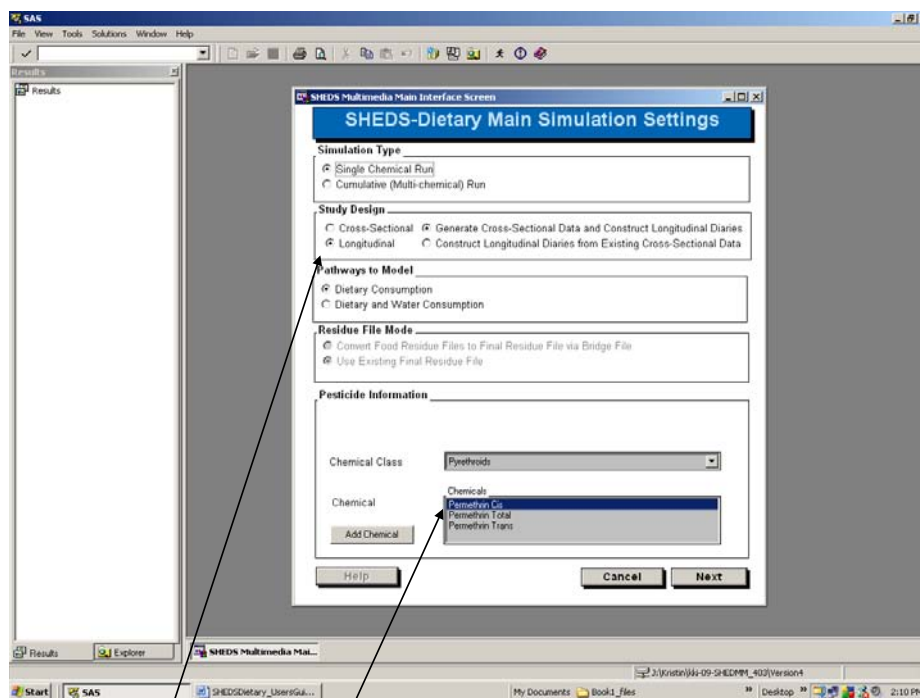 SAS
File View Tools Solutions Window Help
Results
Results
SHEDS Multimedia Main Interface Screen
SHEDS-Dietary Main Simulation Settings
Simulation Type
Single Chemical Run
Cumulative (Multi-chemical) Run
Study Design
Cross-Sectional Generate Cross-Sectional Data and Construct Longitudinal Diaries
Longitudinal Construct Longitudinal Diaries from Existing Cross-Sectional Data
Pathways to Model
Dietary Consumption
Dietary and Water Consumption
Residue File Mode
Convert Food Residue Files to Final Residue File via Bridge File
Use Existing Final Residue File
Pesticide Information
Chemical Class Pyrethroids
Chemicals
Chemical Permethrin Cis
Permethrin Total
Permethrin Trans
Add Chemical
Help Cancel Next
Results Explorer SHEDS Multimedia Mai...
Start SAS SHEDSDietary_UsersGui... My Documents Book1_files Desktop 2:10 PM